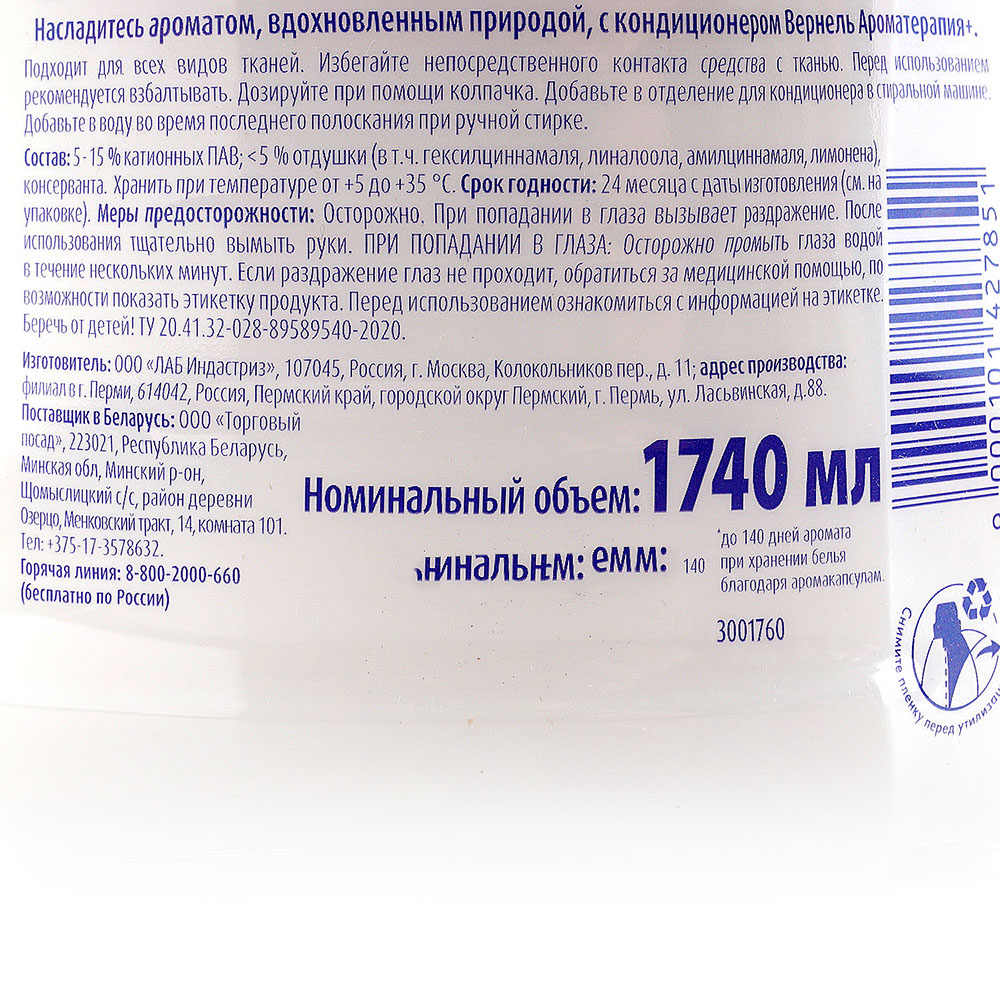 Насладитесь ароматом, вдохновленным природой, с кондиционером Вернель Ароматерапия+.
Подходит для всех видов тканей. Избегайте непосредственного контакта средства с тканью. Перед использованием
рекомендуется взбалтывать. Дозируйте при помощи колпачка. Добавьте в отделение для кондиционера в стиральной машине.
Добавьте в воду во время последнего полоскания при ручной стирке.
Состав: 5-15 % катионных ПАВ; <5 % отдушки (в т.ч. гексилциннамаля, линалоола, амилциннамаля, лимонена),
консерванта. Хранить при температуре от +5 до +35 °С. Срок годности: 24 месяца с даты изготовления (см. на
упаковке). Меры предосторожности: Осторожно. При попадании в глаза вызывает раздражение. После
использования тщательно вымыть руки. ПРИ ПОПАДАНИИ В ГЛАЗА: Осторожно промыть глаза водой
в течение нескольких минут. Если раздражение глаз не проходит, обратиться за медицинской помощью, по
возможности показать этикетку продукта. Перед использованием ознакомиться с информацией на этикетке.
Беречь от детей! ТУ 20.41.32-028-89589540-2020.
Изготовитель: ООО «ЛАБ Индастриз», 107045, Россия, г. Москва, Колокольников пер., д. 11; адрес производства:
филиал в г. Перми, 614042, Россия, Пермский край, городской округ Пермский, г. Пермь, ул. Ласьвинская, д.88.
Поставщик в Беларусь: ООО «Торговый
посад», 223021, Республика Беларусь,
Минская обл, Минский р-он,
Щомыслицкий с/с, район деревни
Озерцо, Менковский тракт, 14, комната 101.
Тел: +375-17-3578632.
Горячая линия: 8-800-2000-660
(бесплатно по России)
Номинальный объем: 1740 мл
140
*до 140 дней аромата
при хранении белья
благодаря аромакапсулам.
3001760
000101427851
Снимите пленку перед